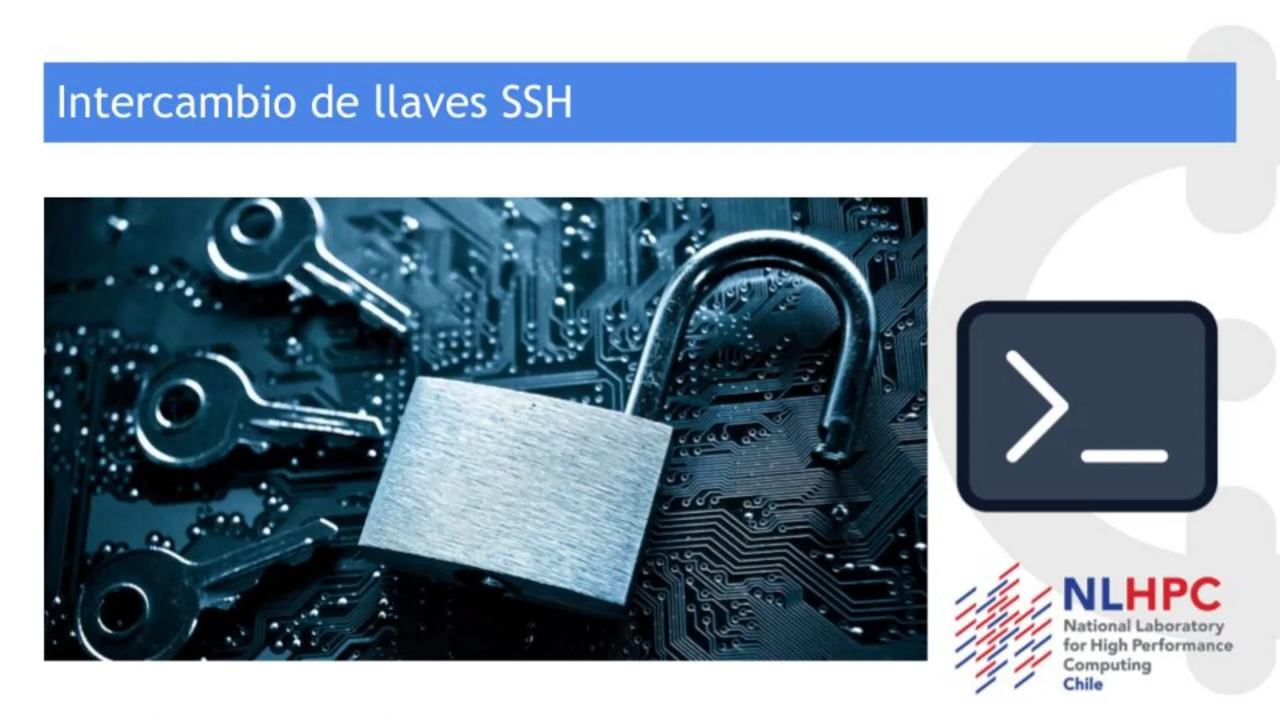 Intercambio de llaves SSH
>_
NLHPC
National Laboratory
for High Performance
Computing
Chile